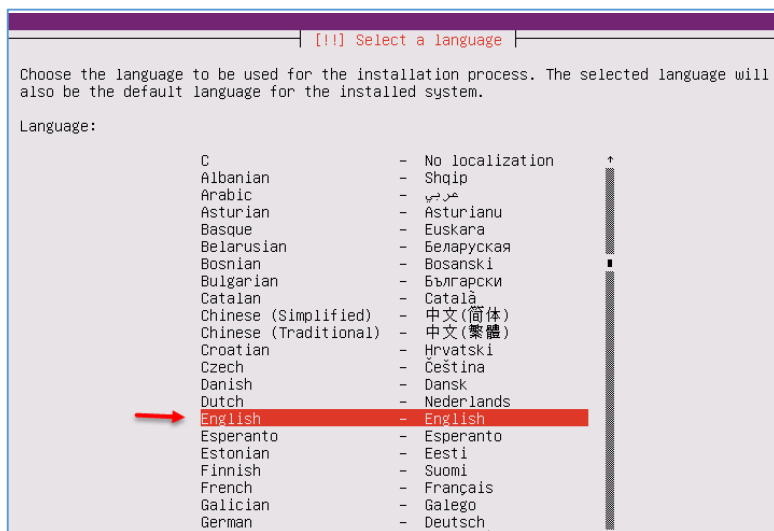 [!!] Select a language
Choose the language to be used for the installation process. The selected language will
also be the default language for the installed system.
Language:
C - No localization
Albanian - Shqip
Arabic - عربي
Asturian - Asturianu
Basque - Euskara
Belarusian - Беларуская
Bosnian - Bosanski
Bulgarian - Български
Catalan - Català
Chinese (Simplified) - 中文(简体)
Chinese (Traditional) - 中文(繁體)
Croatian - Hrvatski
Czech - Čeština
Danish - Dansk
Dutch - Nederlands
English - English
Esperanto - Esperanto
Estonian - Eesti
Finnish - Suomi
French - Français
Galician - Galego
German - Deutsch